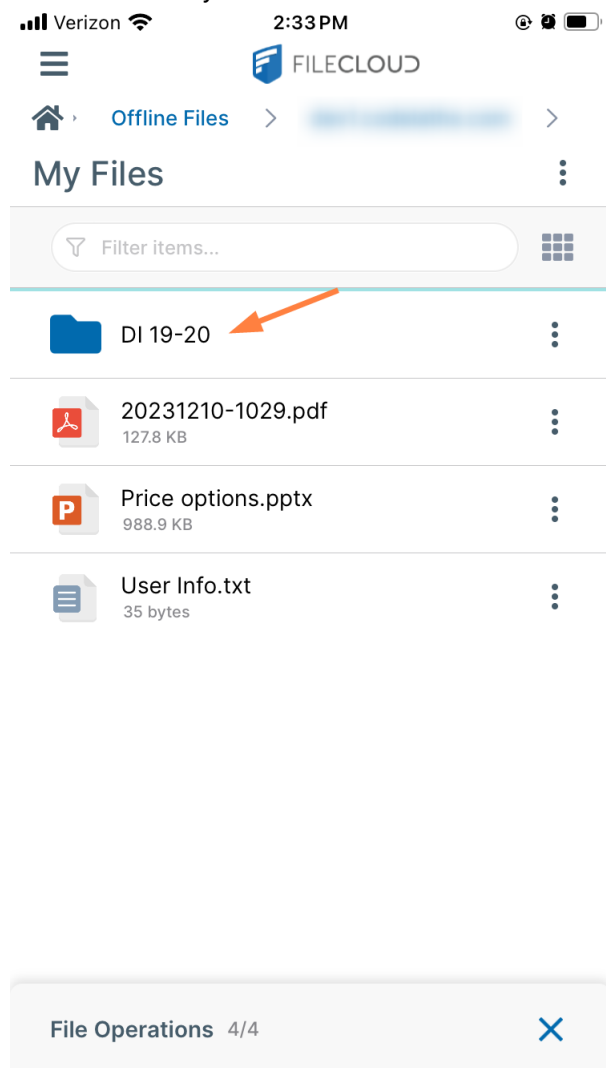 Verizon 2:33 PM
FILECLOUD
Offline Files
My Files
Filter items...
DI 19-20
20231210-1029.pdf
127.8 KB
Price options.pptx
988.9 KB
User Info.txt
35 bytes
File Operations 4/4